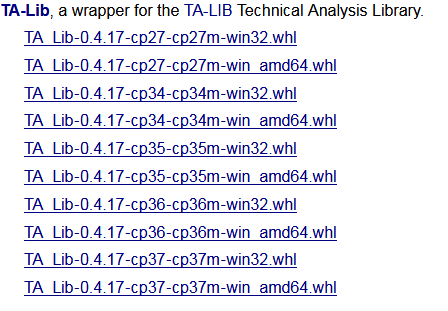 TA-Lib, a wrapper for the TA-LIB Technical Analysis Library.
TA_Lib-0.4.17-cp27-cp27m-win32.whl
TA_Lib-0.4.17-cp27-cp27m-win_amd64.whl
TA_Lib-0.4.17-cp34-cp34m-win32.whl
TA_Lib-0.4.17-cp34-cp34m-win_amd64.whl
TA_Lib-0.4.17-cp35-cp35m-win32.whl
TA_Lib-0.4.17-cp35-cp35m-win_amd64.whl
TA_Lib-0.4.17-cp36-cp36m-win32.whl
TA_Lib-0.4.17-cp36-cp36m-win_amd64.whl
TA_Lib-0.4.17-cp37-cp37m-win32.whl
TA_Lib-0.4.17-cp37-cp37m-win_amd64.whl